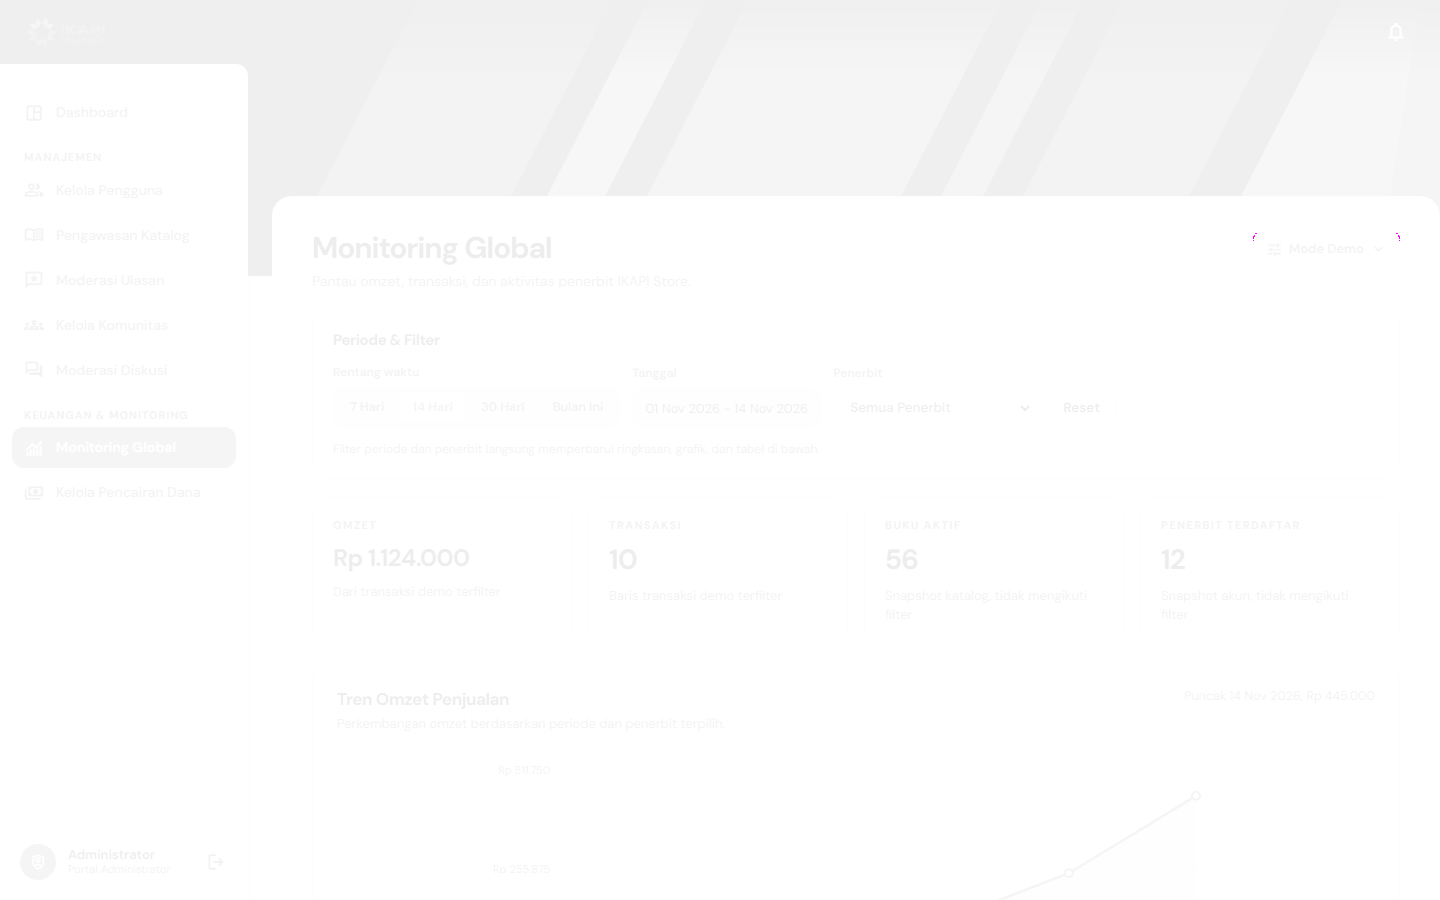 IKAPI
Dashboard
MANAJEMEN
Kelola Pengguna
Pengawasan Katalog
Moderasi Ulasan
Kelola Komunitas
Moderasi Diskusi
KEUANGAN & MONITORING
Monitoring Global
Kelola Pencairan Dana
Administrator
Portal Administrator
Monitoring Global
Mode Demo
Pantau omzet, transaksi, dan aktivitas penerbit IKAPI Store.
Periode & Filter
Rentang waktu
Tanggal
Penerbit
7 Hari
14 Hari
30 Hari
Bulan Ini
01 Nov 2026 – 14 Nov 2026
Semua Penerbit
Reset
Filter periode dan penerbit langsung memperbarui ringkasan, grafik, dan tabel di bawah.
OMZET
Rp 1.124.000
Dari transaksi demo terfilter
TRANSAKSI
10
Baris transaksi demo terfilter
BUKU AKTIF
56
Snapshot katalog, tidak mengikuti
filter
PENERBIT TERDAFTAR
12
Snapshot akun, tidak mengikuti
filter
Tren Omzet Penjualan
Perkembangan omzet berdasarkan periode dan penerbit terpilih.
Puncak 14 Nov 2026, Rp 445.000
Rp 511.750
Rp 255.875